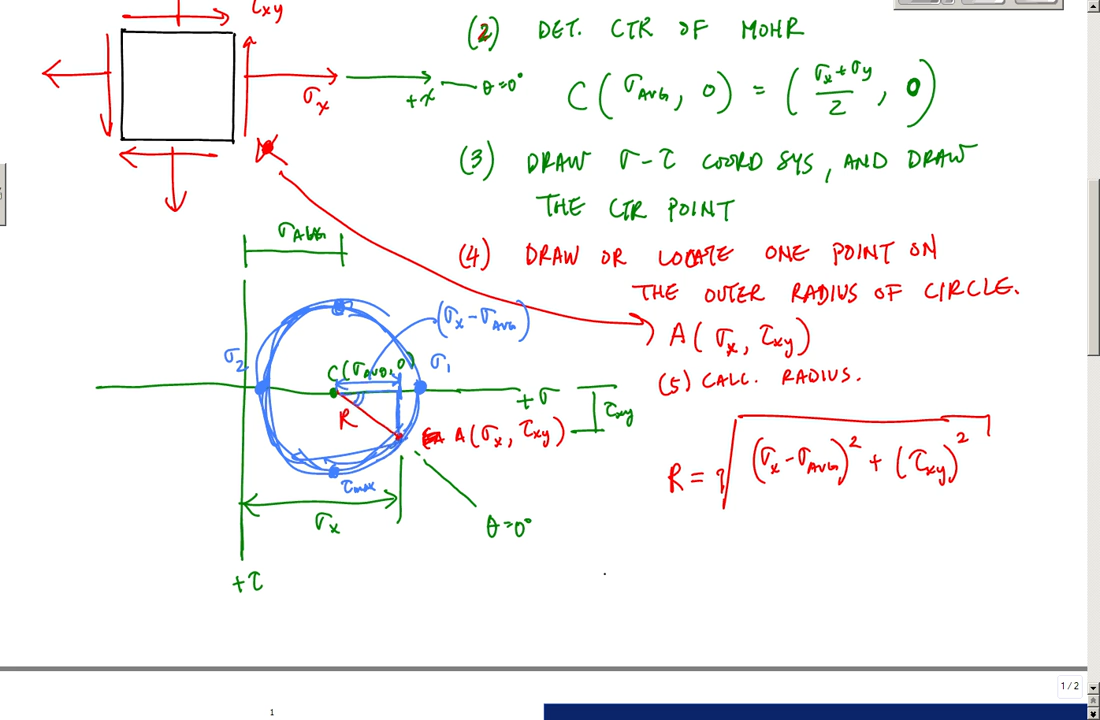 τxy
(2) DET. CTR OF MOHR
σx
+x
θ=0°
C(σAVG, 0) = (σx+σy/2, 0)
(3) DRAW σ-τ COORD SYS, AND DRAW
THE CTR POINT
σAVG
(4) DRAW OR LOCATE ONE POINT ON
THE OUTER RADIUS OF CIRCLE.
(σx-σAVG)
A(σx, τxy)
σ2
C(σAVG, 0)
σ1
(5) CALC. RADIUS.
+σ
τxy
R
A(σx, τxy)
R = √(σx-σAVG)²+(τxy)²
τmax
σx
θ=0°
+τ
1 / 2
1